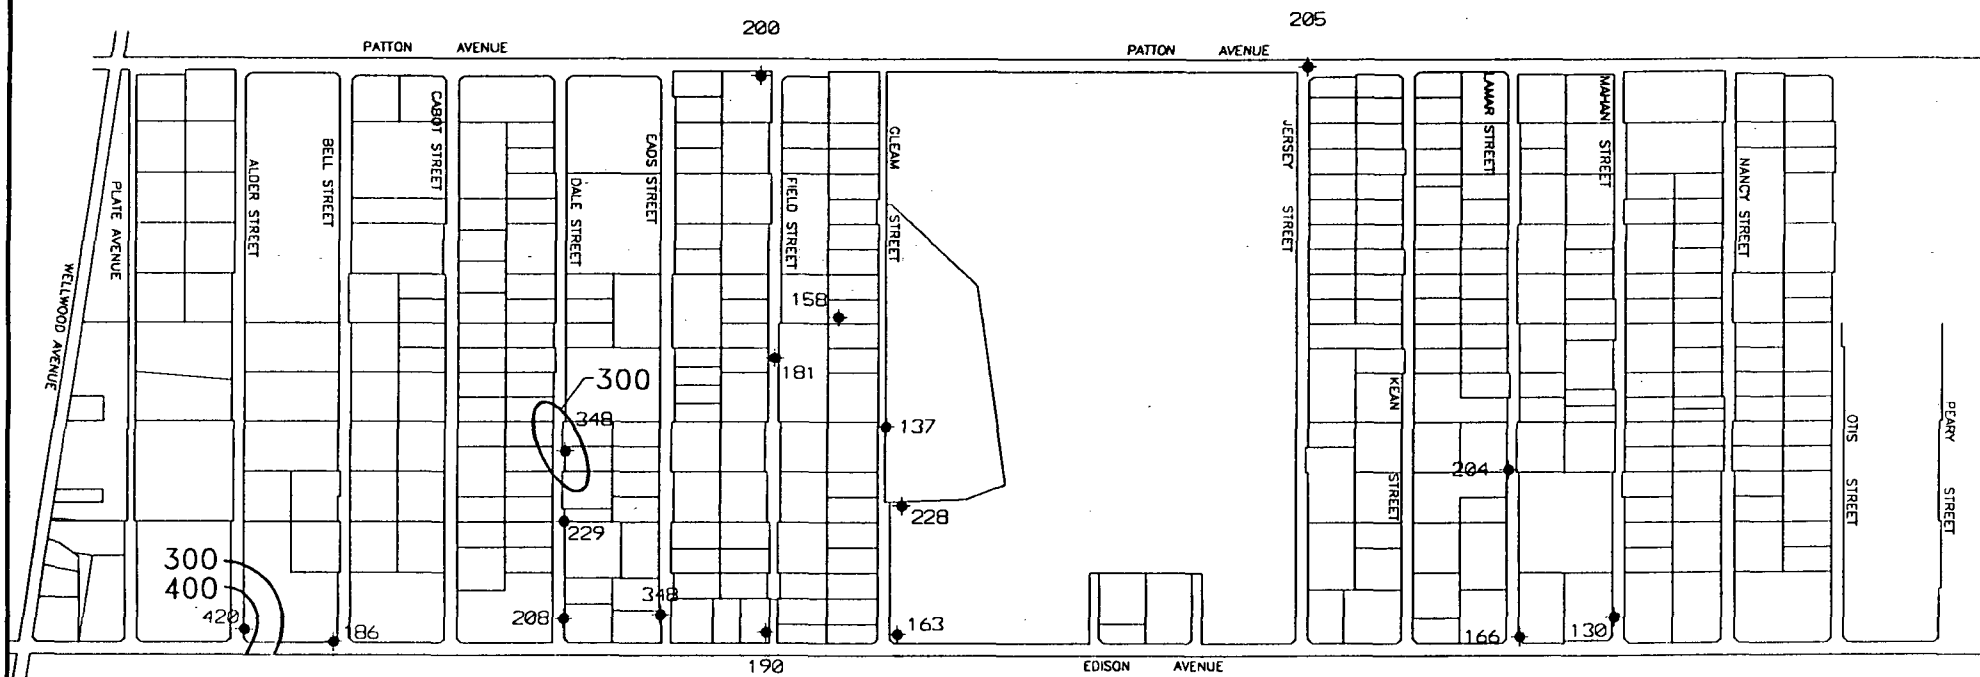 200
205
PATTON AVENUE
PATTON AVENUE
CABOT STREET
LAMAR STREET
MAHAN STREET
BELL STREET
EADS STREET
GLEAM STREET
JERSEY STREET
ALDER STREET
NANCY STREET
PLATE AVENUE
DALE STREET
FIELD STREET
WELLWOOD AVENUE
158
181
300
348
137
KEAN STREET
OTIS STREET
PEARY STREET
204
228
229
300
400
420
186
208
348
163
166
130
190
EDISON AVENUE